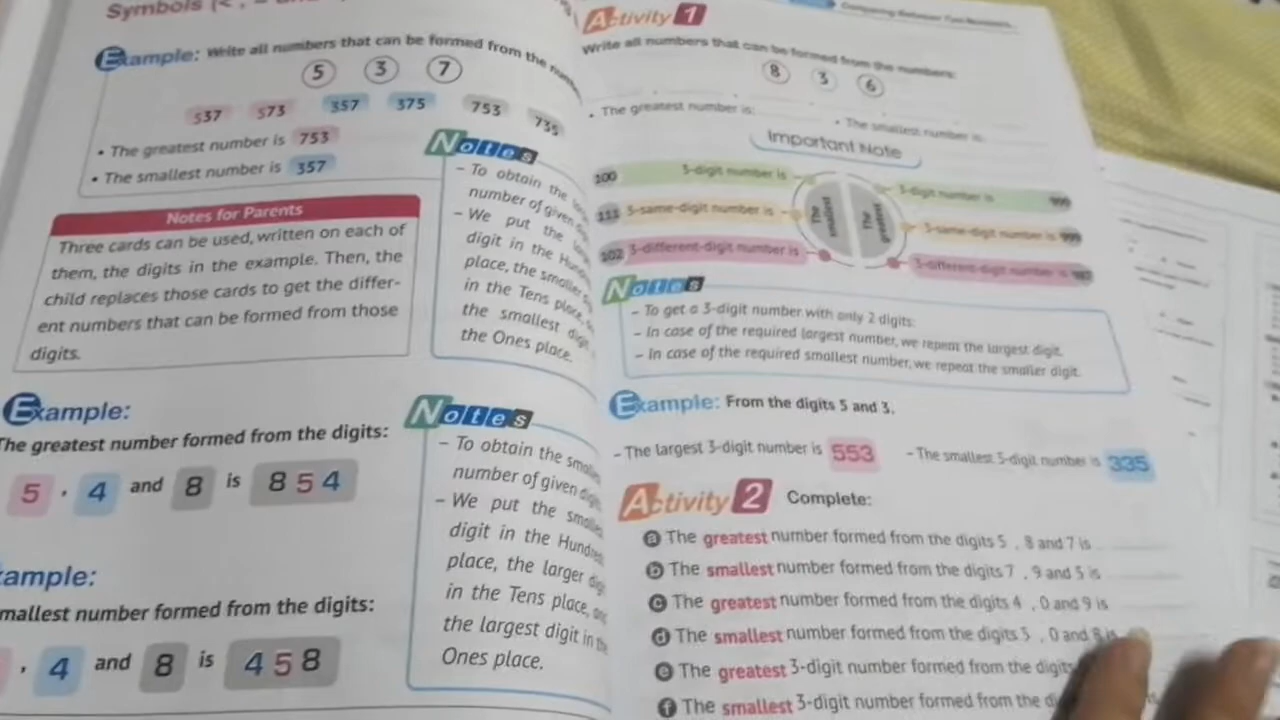 Symbols (< , =
Example: Write all numbers that can be formed from the
5 3 7
537 573 357 375 753 735
• The greatest number is 753
• The smallest number is 357
Notes for Parents
Three cards can be used, written on each of
them, the digits in the example. Then, the
child replaces those cards to get the differ-
ent numbers that can be formed from those
digits.
Notes
- To obtain the
number of given
- We put the
digit in the
place, the smaller
in the Tens place,
the smallest digit
the Ones place.
Example:
The greatest number formed from the digits:
5 , 4 and 8 is 854
ample:
mallest number formed from the digits:
, 4 and 8 is 458
Notes
- To obtain the
number of given
- We put the
digit in the
place, the larger
in the Tens place,
the largest digit in the
Ones place.
Activity 1
Write all numbers that can be formed from the numbers:
8 3 6
• The greatest number is:
• The smallest number is:
Important Note
100 3-digit number is
111 3-same-digit number is
102 3-different-digit number is
The smallest
The greatest
3-digit number is 999
3-same-digit number is 999
3-different-digit number is 987
Notes
- To get a 3-digit number with only 2 digits:
- In case of the required largest number, we repeat the largest digit.
- In case of the required smallest number, we repeat the smaller digit.
Example: From the digits 5 and 3.
- The largest 3-digit number is 553
- The smallest 3-digit number is 335
Activity 2 Complete:
a The greatest number formed from the digits 5 , 8 and 7 is
b The smallest number formed from the digits 7 , 9 and 5 is
c The greatest number formed from the digits 4 , 0 and 9 is
d The smallest number formed from the digits 5 , 0 and 8 is
e The greatest 3-digit number formed from the digits
f The smallest 3-digit number formed from the